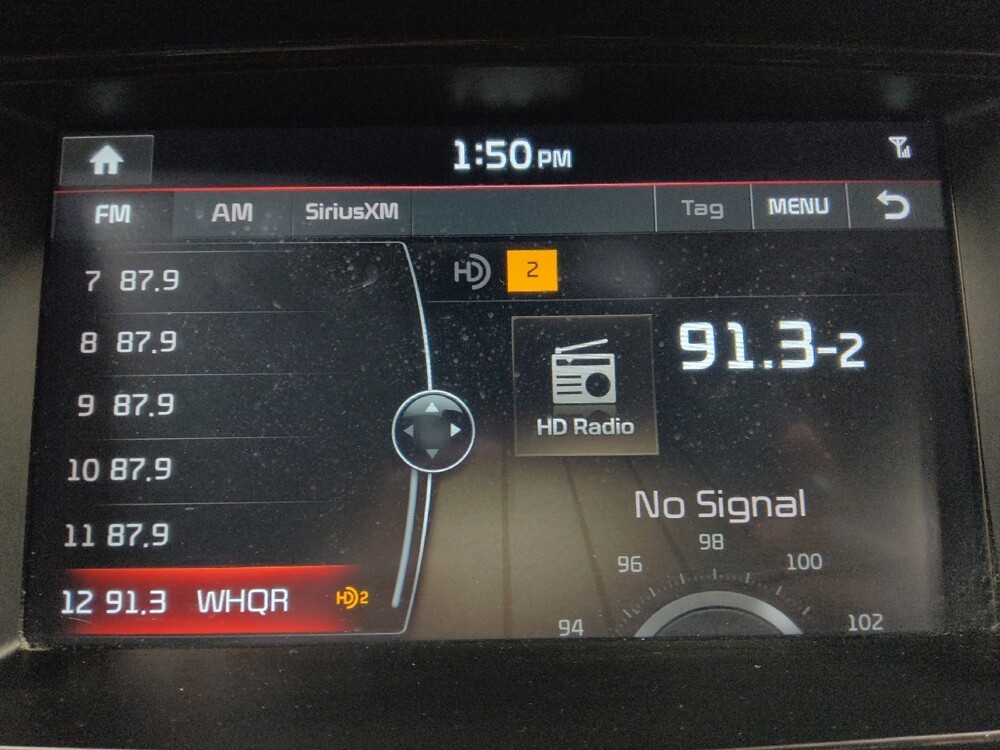 1:50 PM
FM AM SiriusXM Tag MENU
HD 2
7 87.9
8 87.9
9 87.9
10 87.9
11 87.9
12 91.3 WHQR HD2
91.3-2
HD Radio
No Signal
94 96 98 100 102